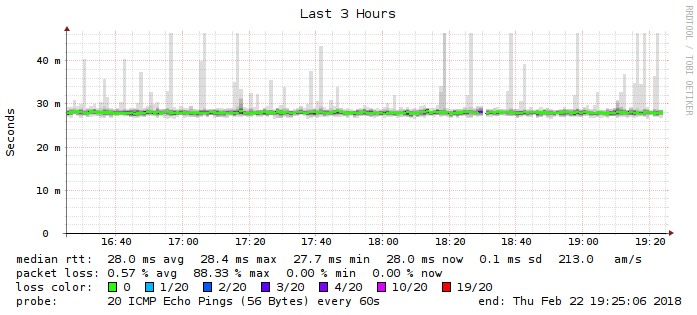 Last 3 Hours
RRDTOOL / TOBI OETIKER
Seconds
40 m
30 m
20 m
10 m
0
16:40 17:00 17:20 17:40 18:00 18:20 18:40 19:00 19:20
median rtt: 28.0 ms avg 28.4 ms max 27.7 ms min 28.0 ms now 0.1 ms sd 213.0 am/s
packet loss: 0.57 % avg 88.33 % max 0.00 % min 0.00 % now
loss color: 0 1/20 2/20 3/20 4/20 10/20 19/20
probe: 20 ICMP Echo Pings (56 Bytes) every 60s end: Thu Feb 22 19:25:06 2018